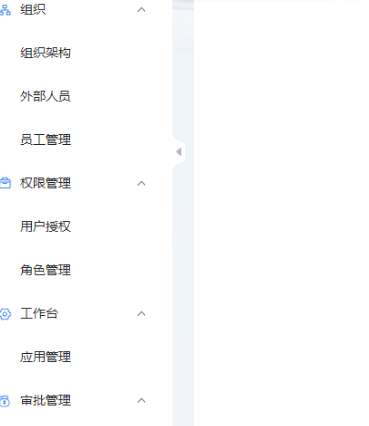 组织
组织架构
外部人员
员工管理
权限管理
用户授权
角色管理
工作台
应用管理
审批管理